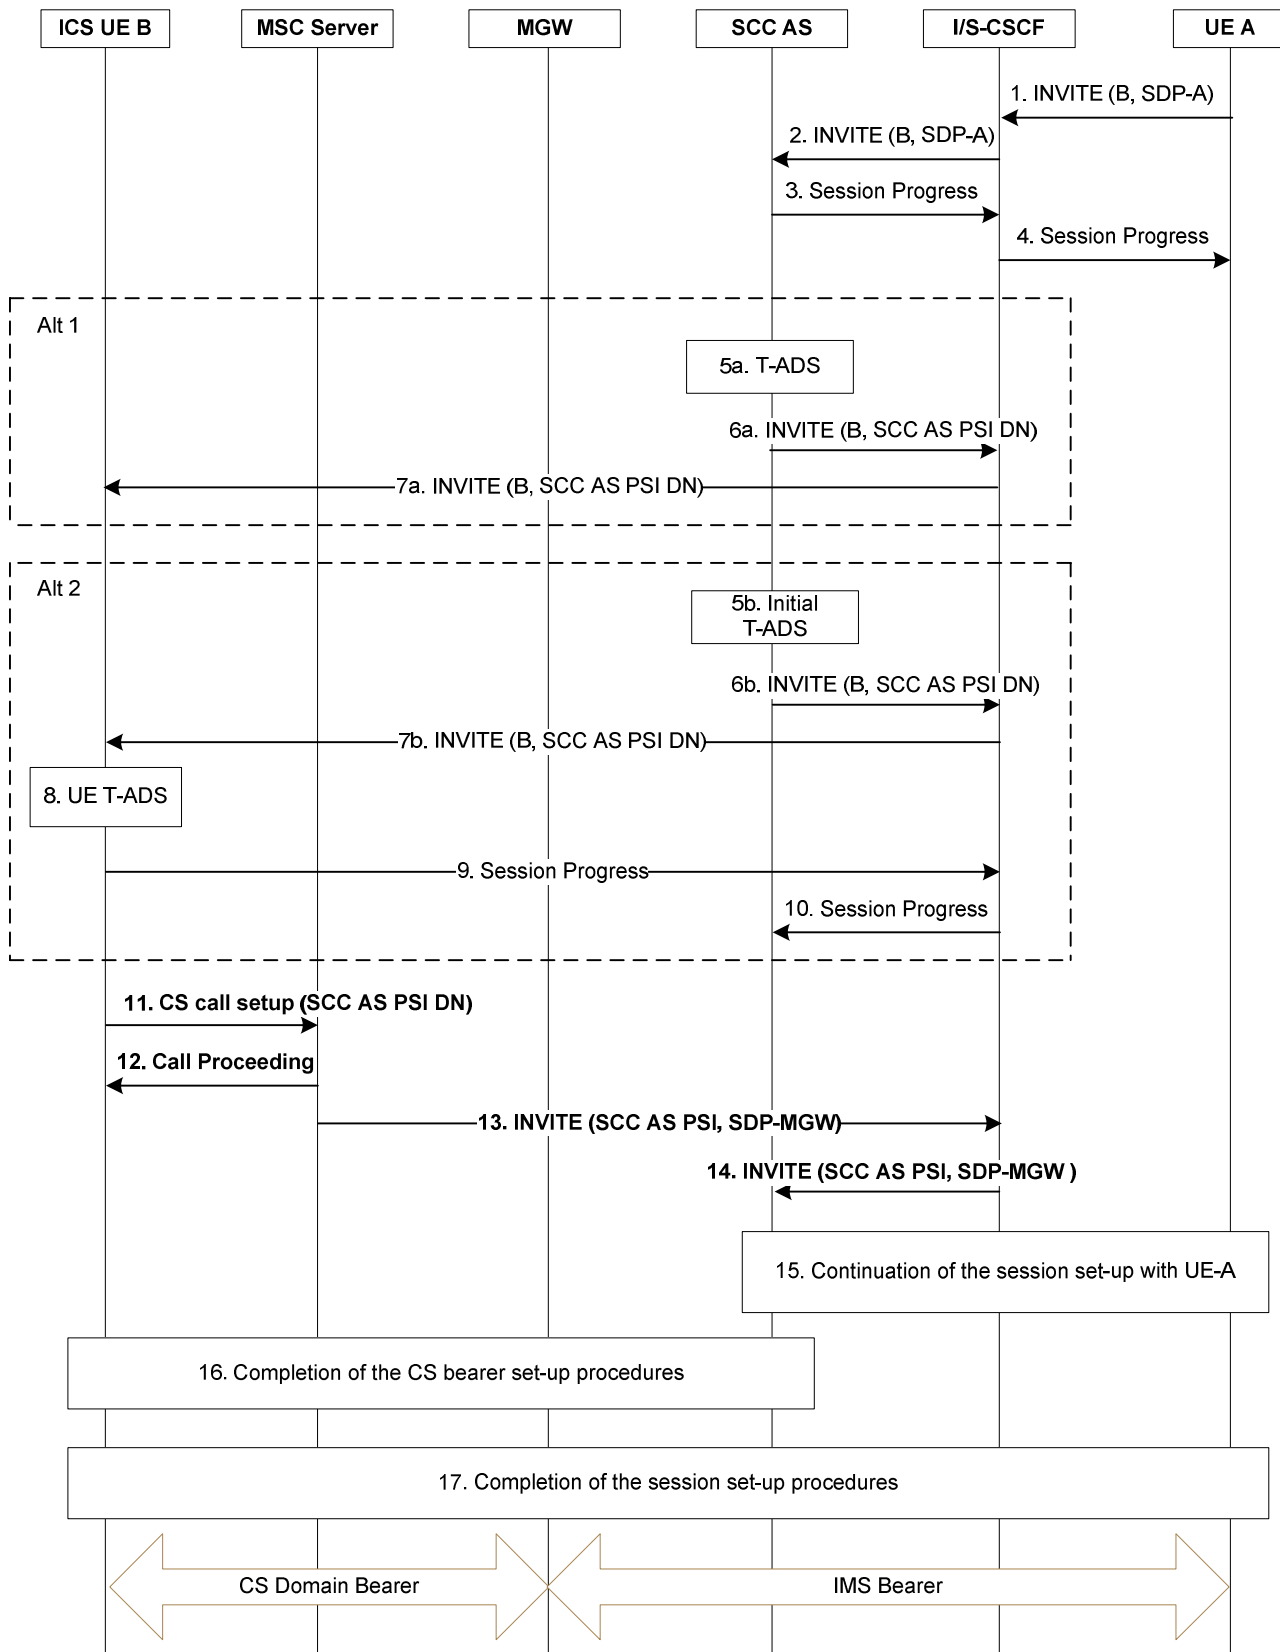 ICS UE B
MSC Server
MGW
SCC AS
I/S-CSCF
UE A
1. INVITE (B, SDP-A)
2. INVITE (B, SDP-A)
3. Session Progress
4. Session Progress
Alt 1
5a. T-ADS
6a. INVITE (B, SCC AS PSI DN)
7a. INVITE (B, SCC AS PSI DN)
Alt 2
5b. Initial
T-ADS
6b. INVITE (B, SCC AS PSI DN)
7b. INVITE (B, SCC AS PSI DN)
8. UE T-ADS
9. Session Progress
10. Session Progress
11. CS call setup (SCC AS PSI DN)
12. Call Proceeding
13. INVITE (SCC AS PSI, SDP-MGW)
14. INVITE (SCC AS PSI, SDP-MGW )
15. Continuation of the session set-up with UE-A
16. Completion of the CS bearer set-up procedures
17. Completion of the session set-up procedures
CS Domain Bearer
IMS Bearer